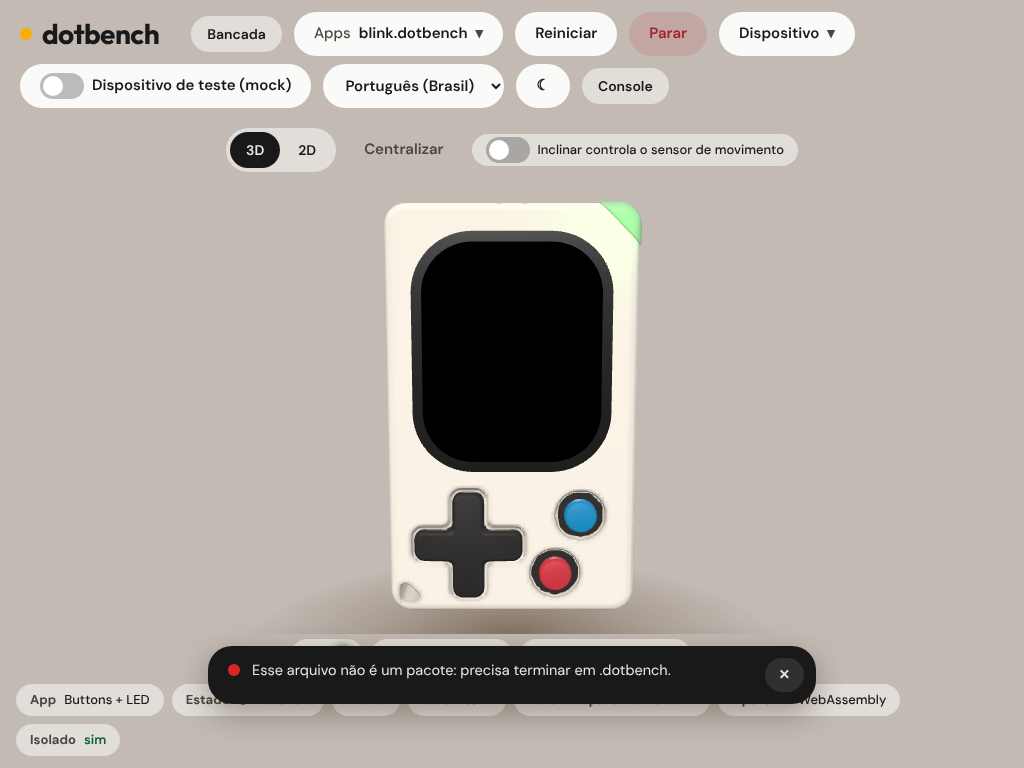 dotbench
Bancada
Apps blink.dotbench ▼
Reiniciar
Parar
Dispositivo ▼
Dispositivo de teste (mock)
Português (Brasil)
Console
3D
2D
Centralizar
Inclinar controla o sensor de movimento
Esse arquivo não é um pacote: precisa terminar em .dotbench.
×
App Buttons + LED
WebAssembly
Isolado sim